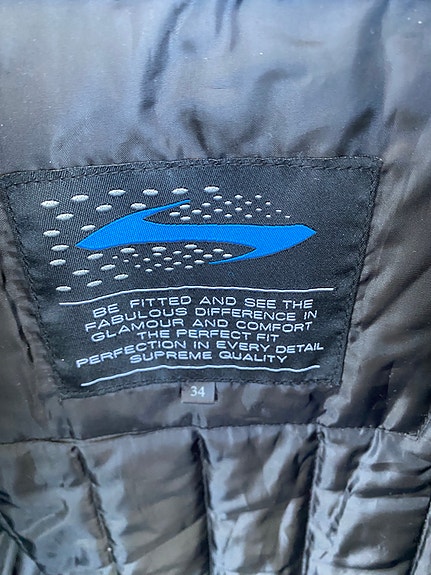 BE FITTED AND SEE THE
FABULOUS DIFFERENCE IN
GLAMOUR AND COMFORT
THE PERFECT FIT
PERFECTION IN EVERY DETAIL
SUPREME QUALITY
34